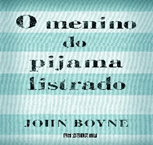 O menino
do
pijama
listrado
JOHN BOYNE